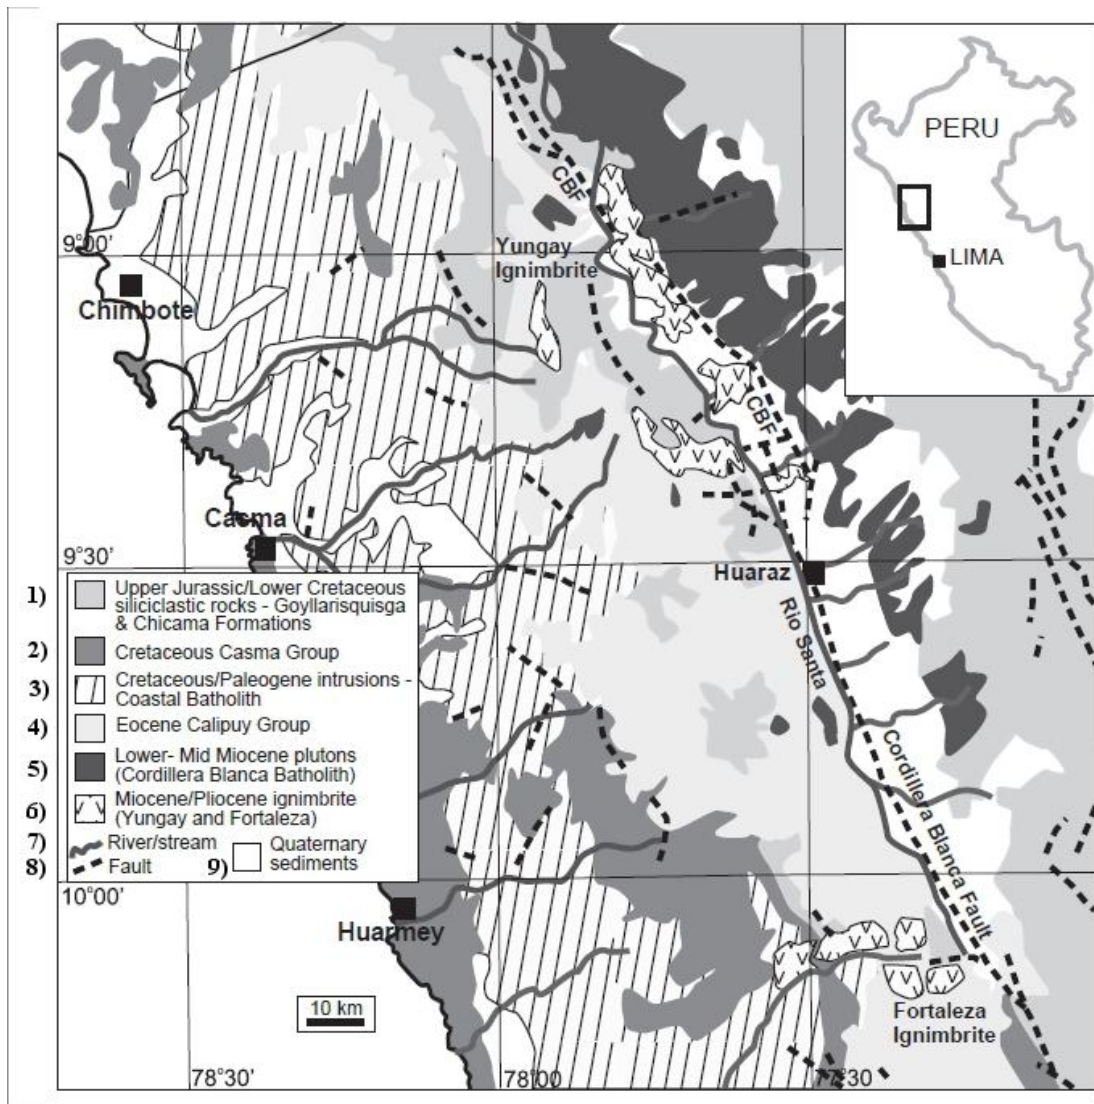 PERU
LIMA
CBF
9°00'
Yungay
Ignimbrite
Chimbote
CBF
Casma
9°30'
Huaraz
Rio Santa
1) Upper Jurassic/Lower Cretaceous
siliciclastic rocks - Goyllarisquisga
& Chicama Formations
2) Cretaceous Casma Group
3) Cretaceous/Paleogene intrusions -
Coastal Batholith
4) Eocene Calipuy Group
5) Lower- Mid Miocene plutons
(Cordillera Blanca Batholith)
6) Miocene/Pliocene ignimbrite
(Yungay and Fortaleza)
7) River/stream
8) Fault
9) Quaternary
sediments
Cordillera Blanca Fault
10°00'
Huarmey
10 km
Fortaleza
Ignimbrite
78°30'
78°00'
77°30'